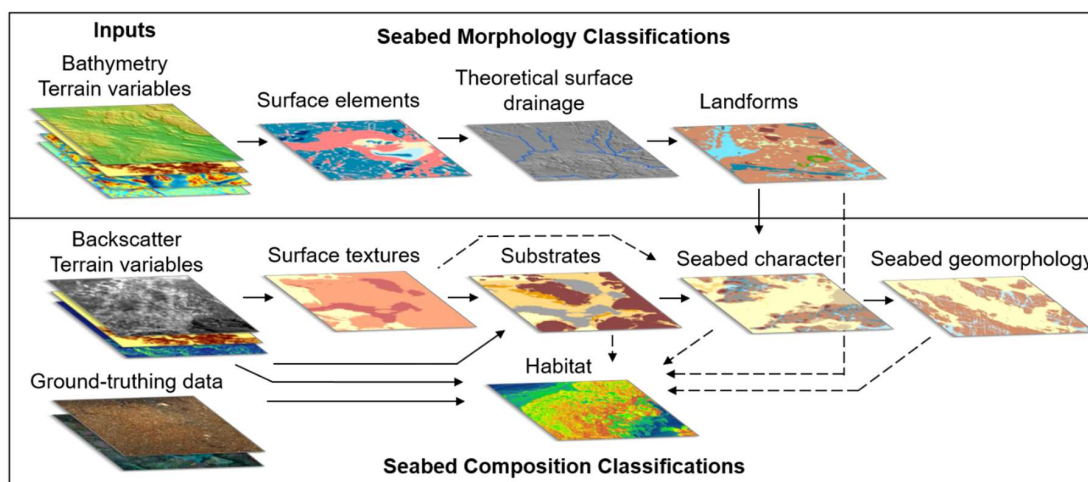 Inputs
Seabed Morphology Classifications
Bathymetry
Terrain variables
Surface elements
Theoretical surface
drainage
Landforms
Backscatter
Terrain variables
Surface textures
Substrates
Seabed character
Seabed geomorphology
Ground-truthing data
Habitat
Seabed Composition Classifications